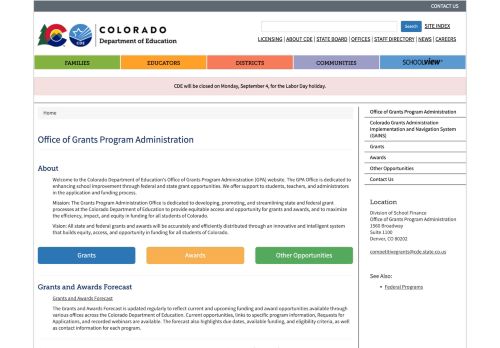 CONTACT US
COLORADO
Department of Education
CDE
Search
SITE INDEX
LICENSING | ABOUT CDE | STATE BOARD | OFFICES | STAFF DIRECTORY | NEWS | CAREERS
FAMILIES
EDUCATORS
DISTRICTS
COMMUNITIES
SCHOOLVIEW
CDE will be closed on Monday, September 4, for the Labor Day holiday.
Home
Office of Grants Program Administration
About
Welcome to the Colorado Department of Education's Office of Grants Program Administration (GPA) website. The GPA Office is dedicated to
enhancing school improvement through federal and state grant opportunities. We offer support to students, teachers, and administrators
in the application and funding process.
Mission: The Grants Program Administration Office is dedicated to developing, promoting, and streamlining state and federal grant
processes at the Colorado Department of Education to provide equitable access and opportunity for grants and awards, and to maximize
the efficiency, impact, and equity in funding for all students of Colorado.
Vision: All state and federal grants and awards will be accurately and efficiently distributed through an innovative and intelligent system
that builds equity, access, and opportunity in funding for all students of Colorado.
Grants
Awards
Other Opportunities
Grants and Awards Forecast
Grants and Awards Forecast
The Grants and Awards Forecast is updated regularly to reflect current and upcoming funding and award opportunities available through
various offices across the Colorado Department of Education. Current opportunities, links to specific program information, Requests for
Applications, and recorded webinars are available. The forecast also highlights due dates, available funding, and eligibility criteria, as well
as contact information for each program.
Office of Grants Program Administration
Colorado Grants Administration
Implementation and Navigation System
(GAINS)
Grants
Awards
Other Opportunities
Contact Us
Location
Division of School Finance
Office of Grants Program Administration
1560 Broadway
Suite 1100
Denver, CO 80202
competitivegrants@cde.state.co.us
See Also:
Federal Programs